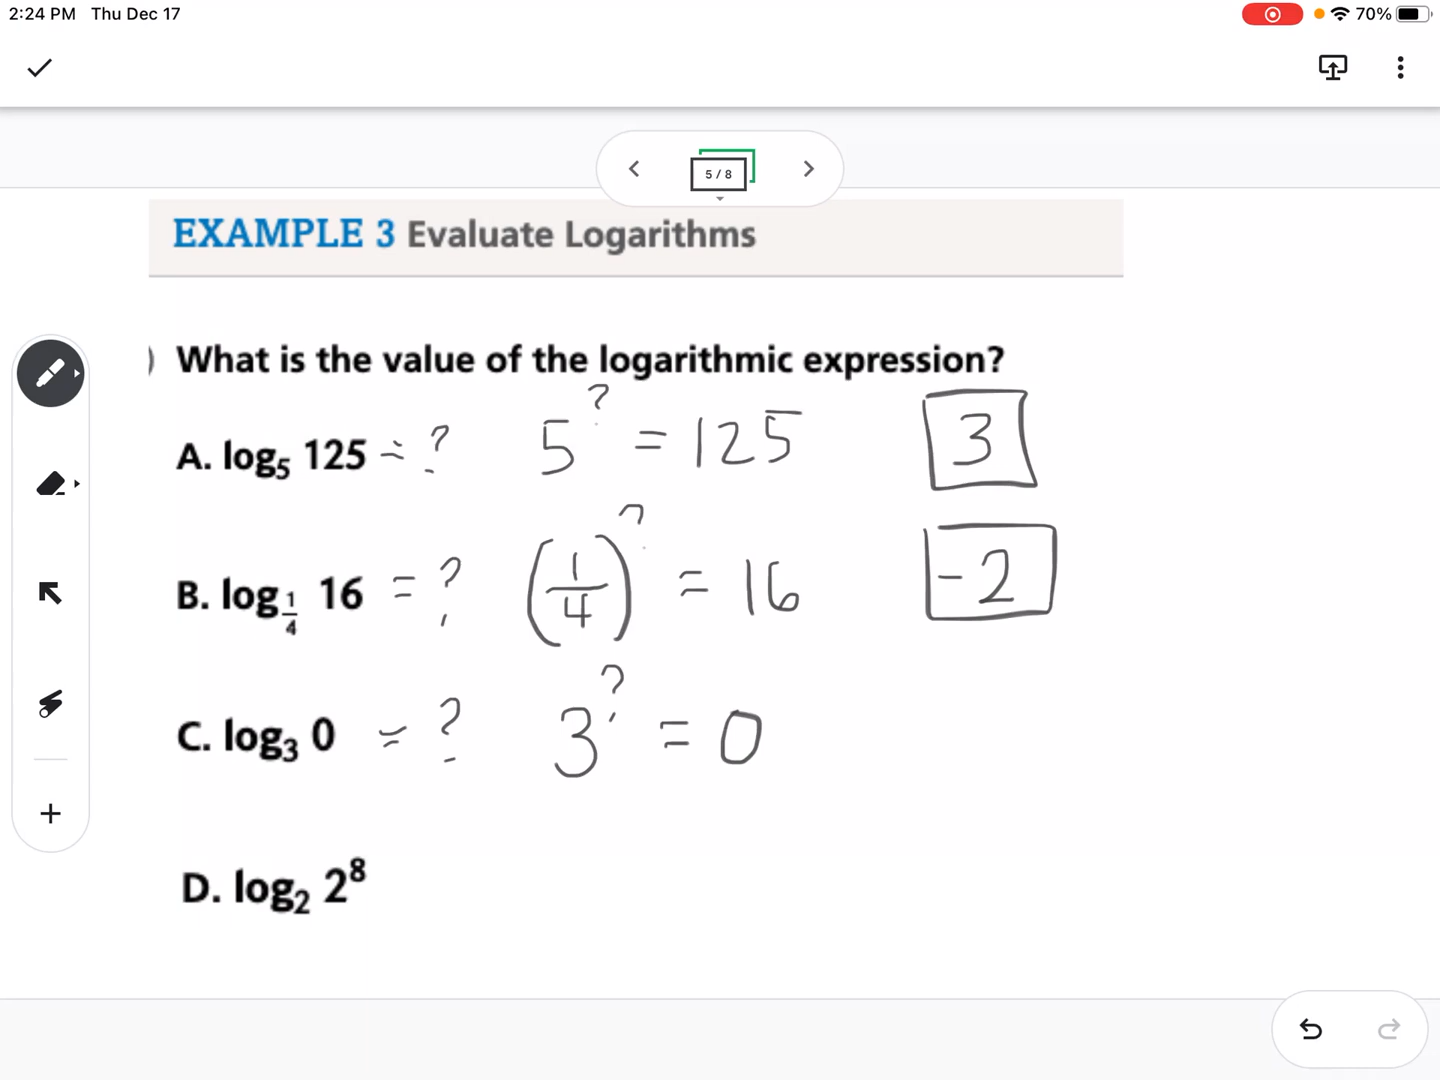 2:24 PM Thu Dec 17 70%
5 / 8
EXAMPLE 3 Evaluate Logarithms
) What is the value of the logarithmic expression?
A. log₅ 125 = ? 5^? = 125 3
B. log_{1/4} 16 = ? (1/4)^? = 16 -2
C. log₃ 0 = ? 3^? = 0
D. log₂ 2⁸